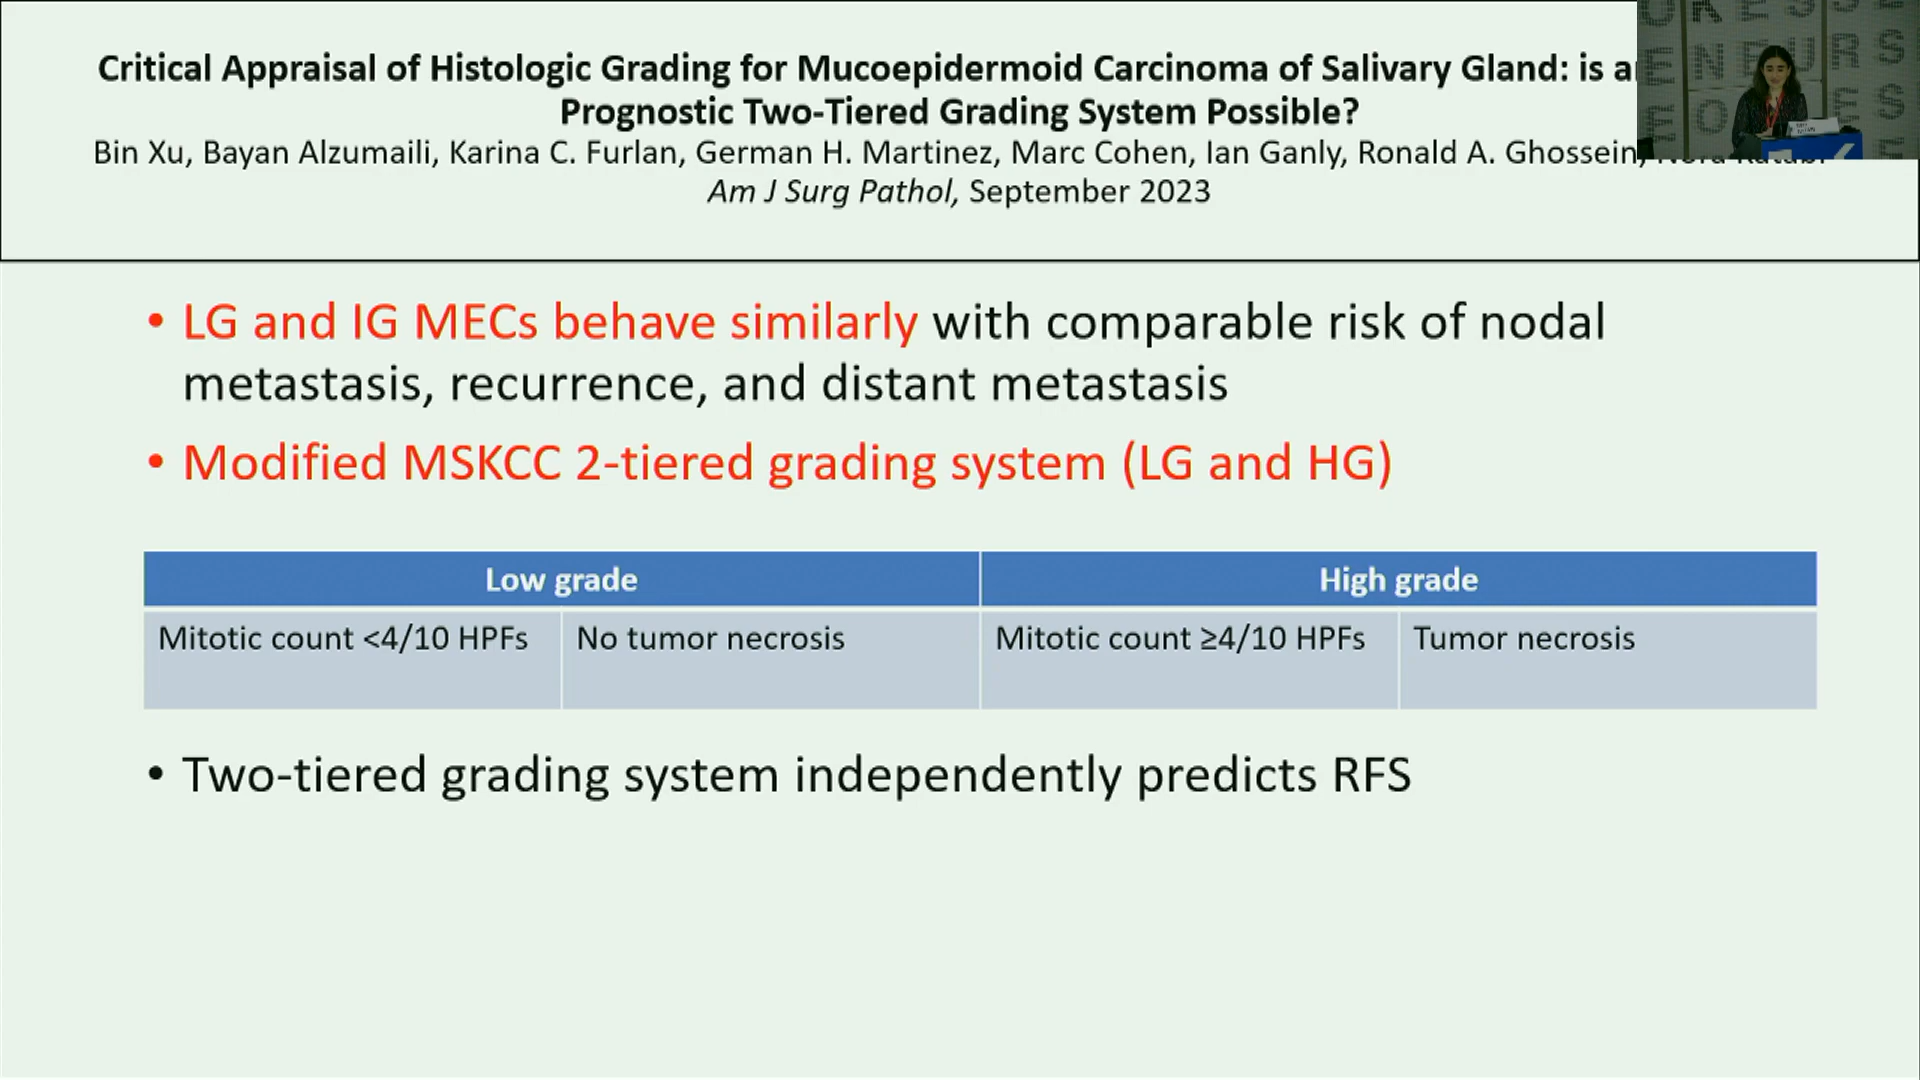 Critical Appraisal of Histologic Grading for Mucoepidermoid Carcinoma of Salivary Gland: is
Prognostic Two-Tiered Grading System Possible?
Bin Xu, Bayan Alzumaili, Karina C. Furlan, German H. Martinez, Marc Cohen, Ian Ganly, Ronald A. Ghossein,
Am J Surg Pathol, September 2023
• LG and IG MECs behave similarly with comparable risk of nodal
metastasis, recurrence, and distant metastasis
• Modified MSKCC 2-tiered grading system (LG and HG)
Low grade High grade
Mitotic count <4/10 HPFs No tumor necrosis Mitotic count ≥4/10 HPFs Tumor necrosis
• Two-tiered grading system independently predicts RFS